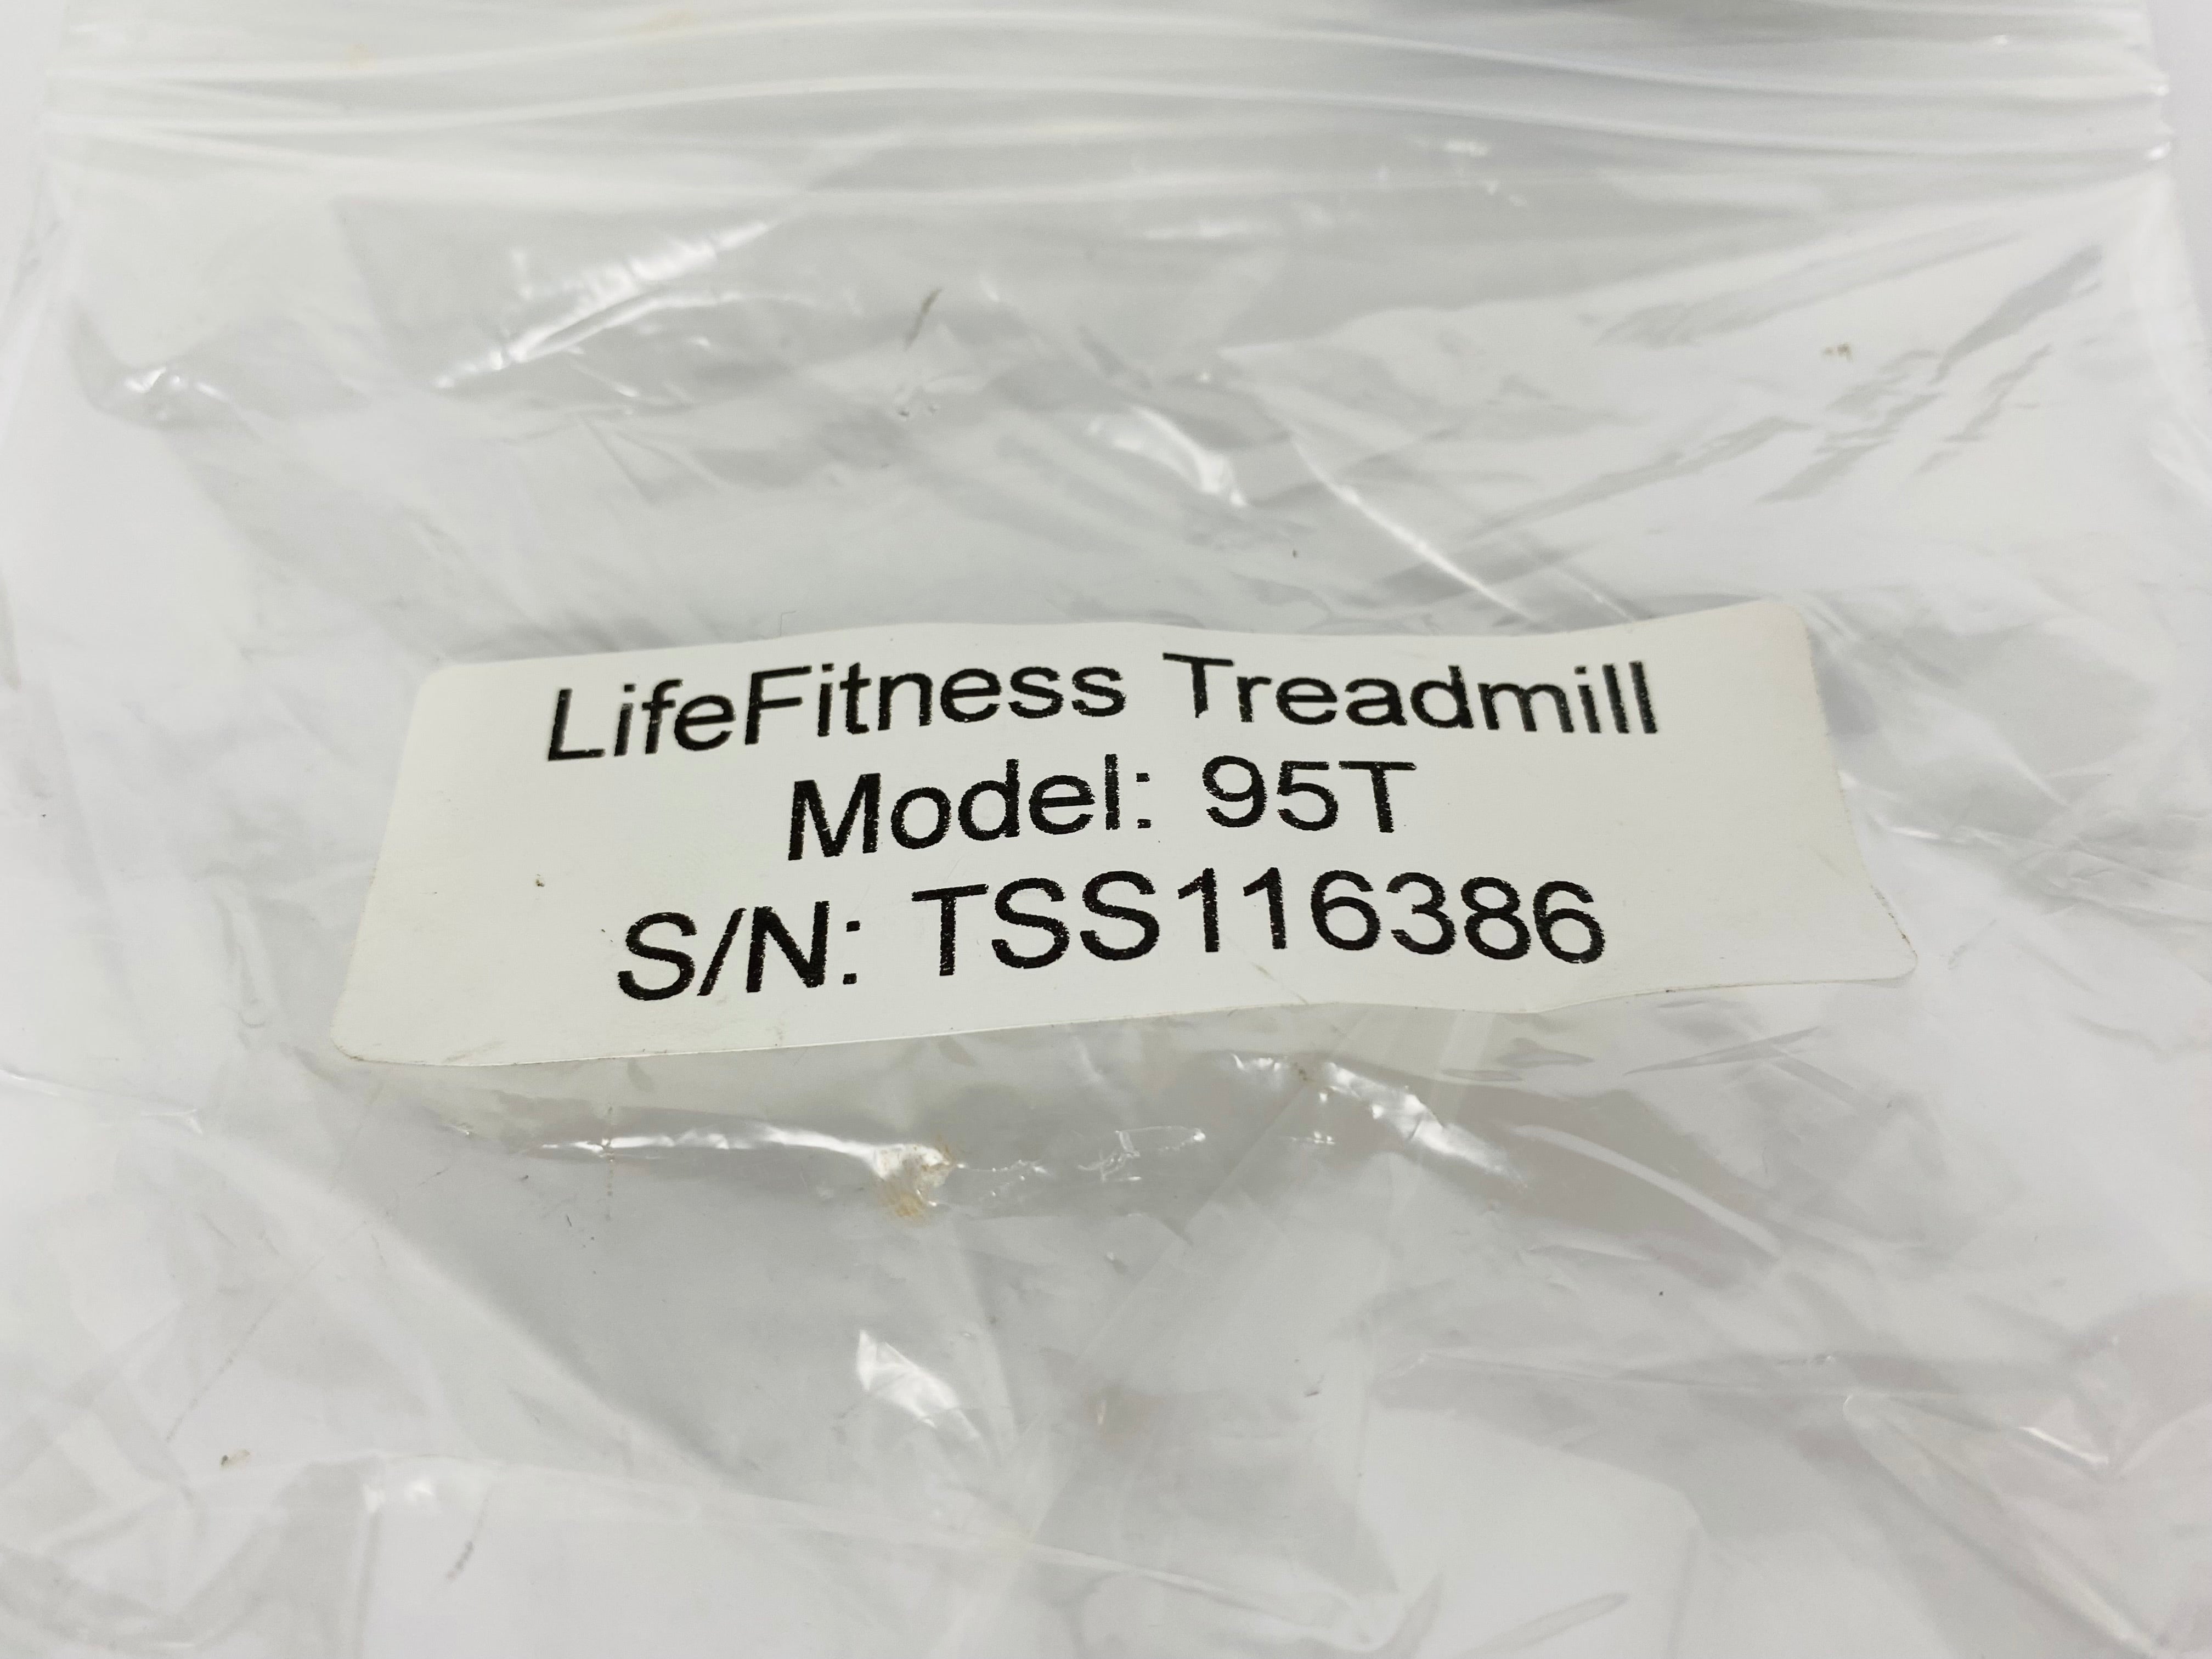 LifeFitness Treadmill
Model: 95T
S/N: TSS116386